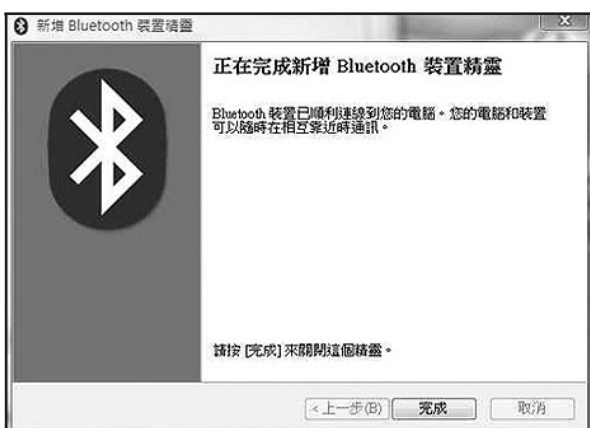 新增 Bluetooth 裝置精靈
正在完成新增 Bluetooth 裝置精靈
Bluetooth 裝置已順利連線到您的電腦。您的電腦和裝置
可以隨時在相互靠近時通訊。
請按 [完成] 來關閉這個精靈。
<上一步(B) 完成 取消